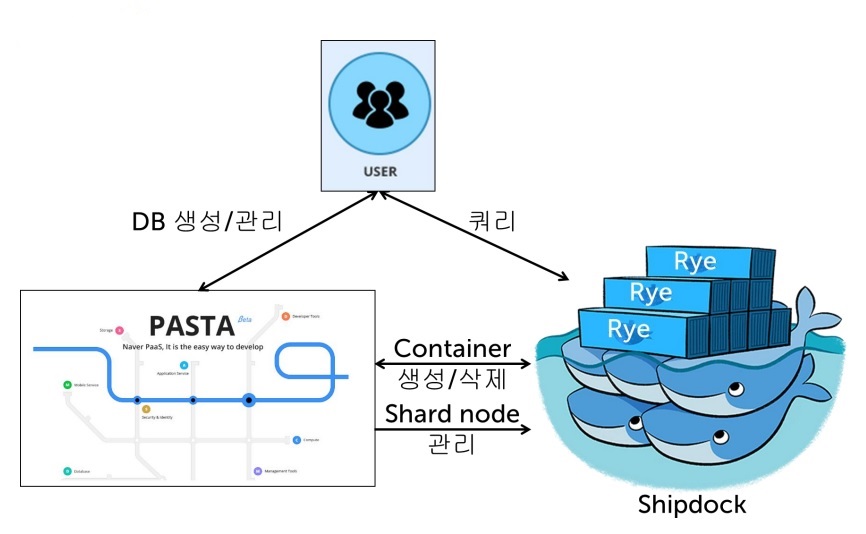 USER
DB 생성/관리
쿼리
Rye
Rye
Rye
PASTA Beta
Naver PaaS, It is the easy way to develop
Storage
Developer Tools
Application Service
Mobile Service
Security & Identity
Compute
Database
Management Tools
Container
생성/삭제
Shard node
관리
Shipdock